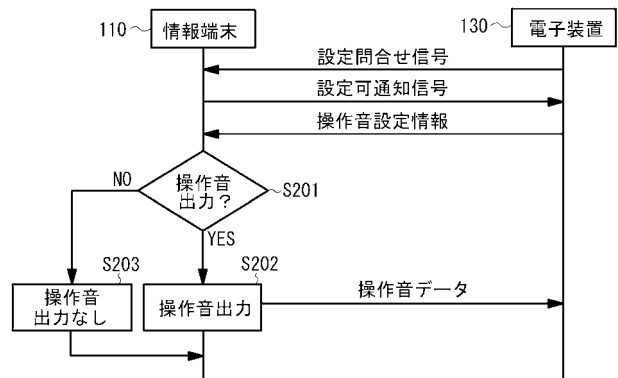 110
情報端末
130
電子装置
設定問合せ信号
設定可通知信号
操作音設定情報
NO
操作音
出力？
S201
YES
S203
S202
操作音
出力なし
操作音出力
操作音データ